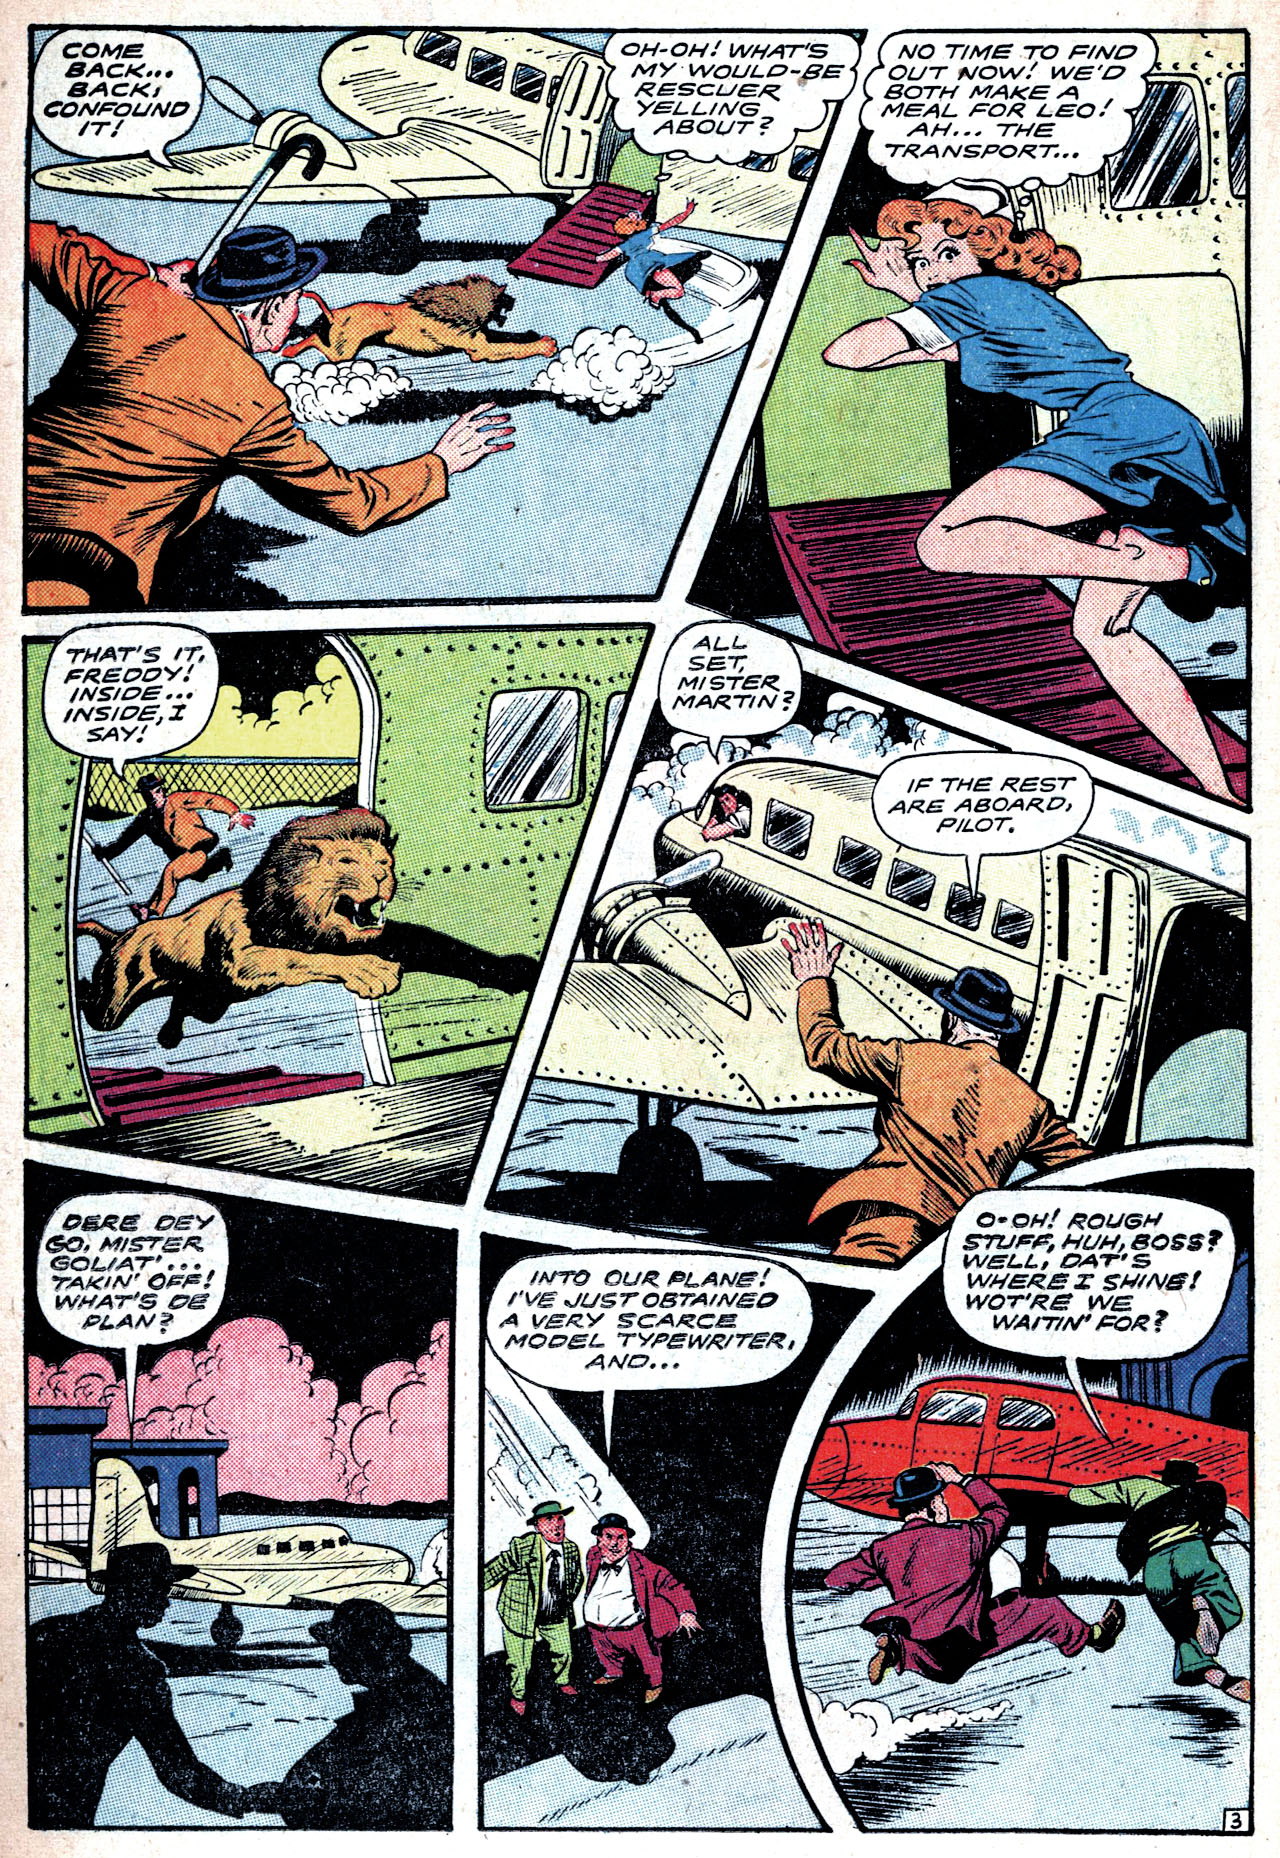 COME
BACK...
BACK,
CONFOUND
IT!
OH-OH! WHAT'S
MY WOULD-BE
RESCUER
YELLING
ABOUT?
NO TIME TO FIND
OUT NOW! WE'D
BOTH MAKE A
MEAL FOR LEO!
AH... THE
TRANSPORT...
THAT'S IT,
FREDDY!
INSIDE...
INSIDE, I
SAY!
ALL
SET,
MISTER
MARTIN?
IF THE REST
ARE ABOARD,
PILOT.
DERE DEY
GO, MISTER
GOLIAT'...
TAKIN' OFF!
WHAT'S DE
PLAN?
INTO OUR PLANE!
I'VE JUST OBTAINED
A VERY SCARCE
MODEL TYPEWRITER,
AND...
O-OH! ROUGH
STUFF, HUH, BOSS?
WELL, DAT'S
WHERE I SHINE!
WOT'RE WE
WAITIN' FOR?
3